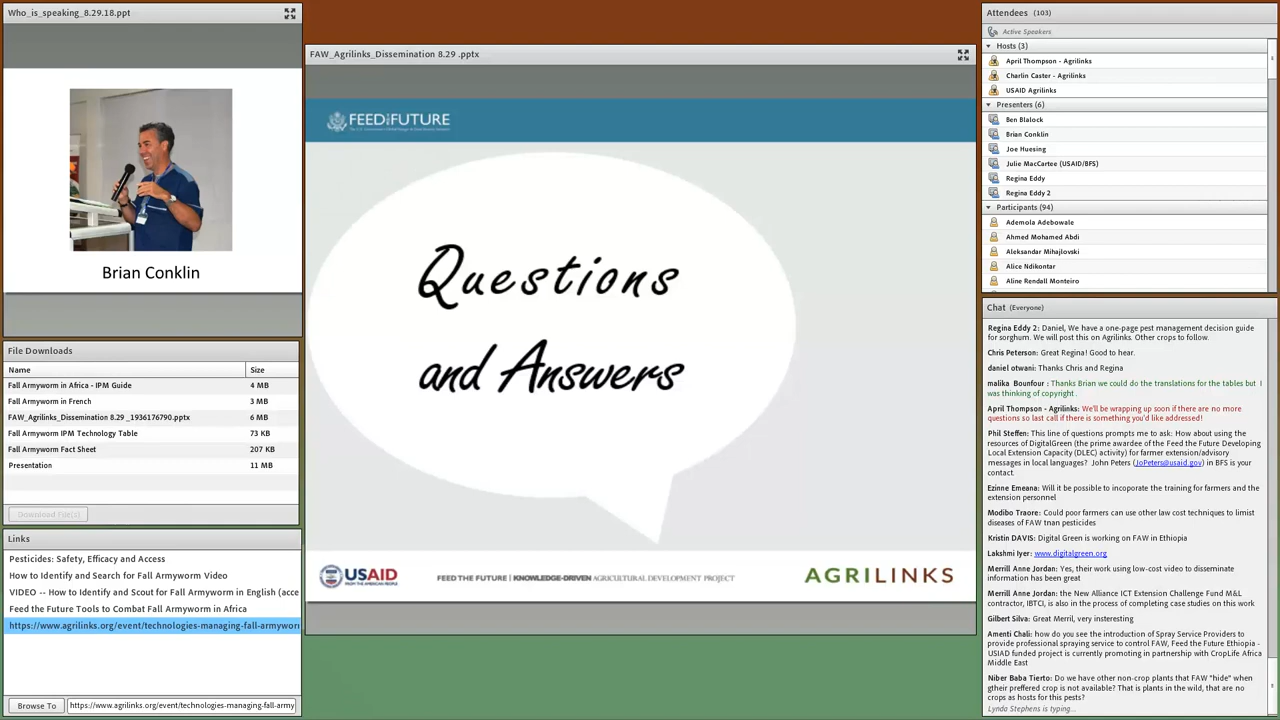 Who_is_speaking_8.29.18.ppt
Brian Conklin
File Downloads
Name Size
Fall Armyworm in Africa - IPM Guide 4 MB
Fall Armyworm in French 3 MB
FAW_Agrilinks_Dissemination 8.29 _1936176790.pptx 6 MB
Fall Armyworm IPM Technology Table 73 KB
Fall Armyworm Fact Sheet 207 KB
Presentation 11 MB
Download File(s)
Links
Pesticides: Safety, Efficacy and Access
How to Identify and Search for Fall Armyworm Video
VIDEO -- How to Identify and Scout for Fall Armyworm in English (acce
Feed the Future Tools to Combat Fall Armyworm in Africa
https://www.agrilinks.org/event/technologies-managing-fall-armyworn
Browse To https://www.agrilinks.org/event/technologies-managing-fall-army
FAW_Agrilinks_Dissemination 8.29 .pptx
FEED THE FUTURE
The U.S. Government's Global Hunger & Food Security Initiative
Questions
and Answers
USAID
FROM THE AMERICAN PEOPLE
FEED THE FUTURE | KNOWLEDGE-DRIVEN AGRICULTURAL DEVELOPMENT PROJECT
AGRILINKS
Attendees (103)
Active Speakers
Hosts (3)
April Thompson - Agrilinks
Charlin Caster - Agrilinks
USAID Agrilinks
Presenters (6)
Ben Blalock
Brian Conklin
Joe Huesing
Julie MacCartee (USAID/BFS)
Regina Eddy
Regina Eddy 2
Participants (94)
Ademola Adebowale
Ahmed Mohamed Abdi
Aleksandar Mihajlovski
Alice Ndikontar
Aline Rendall Monteiro
Chat (Everyone)
Regina Eddy 2: Daniel, We have a one-page pest management decision guide
for sorghum. We will post this on Agrilinks. Other crops to follow.
Chris Peterson: Great Regina! Good to hear.
daniel otwani: Thanks Chris and Regina
malika Bounfour : Thanks Brian we could do the translations for the tables but I
was thinking of copyright .
April Thompson - Agrilinks: We'll be wrapping up soon if there are no more
questions so last call if there is something you'd like addressed!
Phil Steffen: This line of questions prompts me to ask: How about using the
resources of DigitalGreen (the prime awardee of the Feed the Future Developing
Local Extension Capacity (DLEC) activity) for farmer extension/advisory
messages in local languages? John Peters (JoPeters@usaid.gov) in BFS is your
contact.
Ezinne Emeana: Will it be possible to incoporate the training for farmers and the
extension personnel
Modibo Traore: Could poor farmers can use other law cost techniques to limist
diseases of FAW tnan pesticides
Kristin DAVIS: Digital Green is working on FAW in Ethiopia
Lakshmi Iyer: www.digitalgreen.org
Merrill Anne Jordan: Yes, their work using low-cost video to disseminate
information has been great
Merrill Anne Jordan: the New Alliance ICT Extension Challenge Fund M&L
contractor, IBTCI, is also in the process of completing case studies on this work
Gilbert Silva: Great Merril, very insteresting
Amenti Chali: how do you see the introduction of Spray Service Providers to
provide professional spraying service to control FAW, Feed the Future Ethiopia -
USIAD funded project is currently promoting in partnership with CropLife Africa
Middle East
Niber Baba Tierto: Do we have other non-crop plants that FAW "hide" when
gtheir preffered crop is not available? That is plants in the wild, that are no
crops as hosts for this pests?
Lynda Stephens is typing...